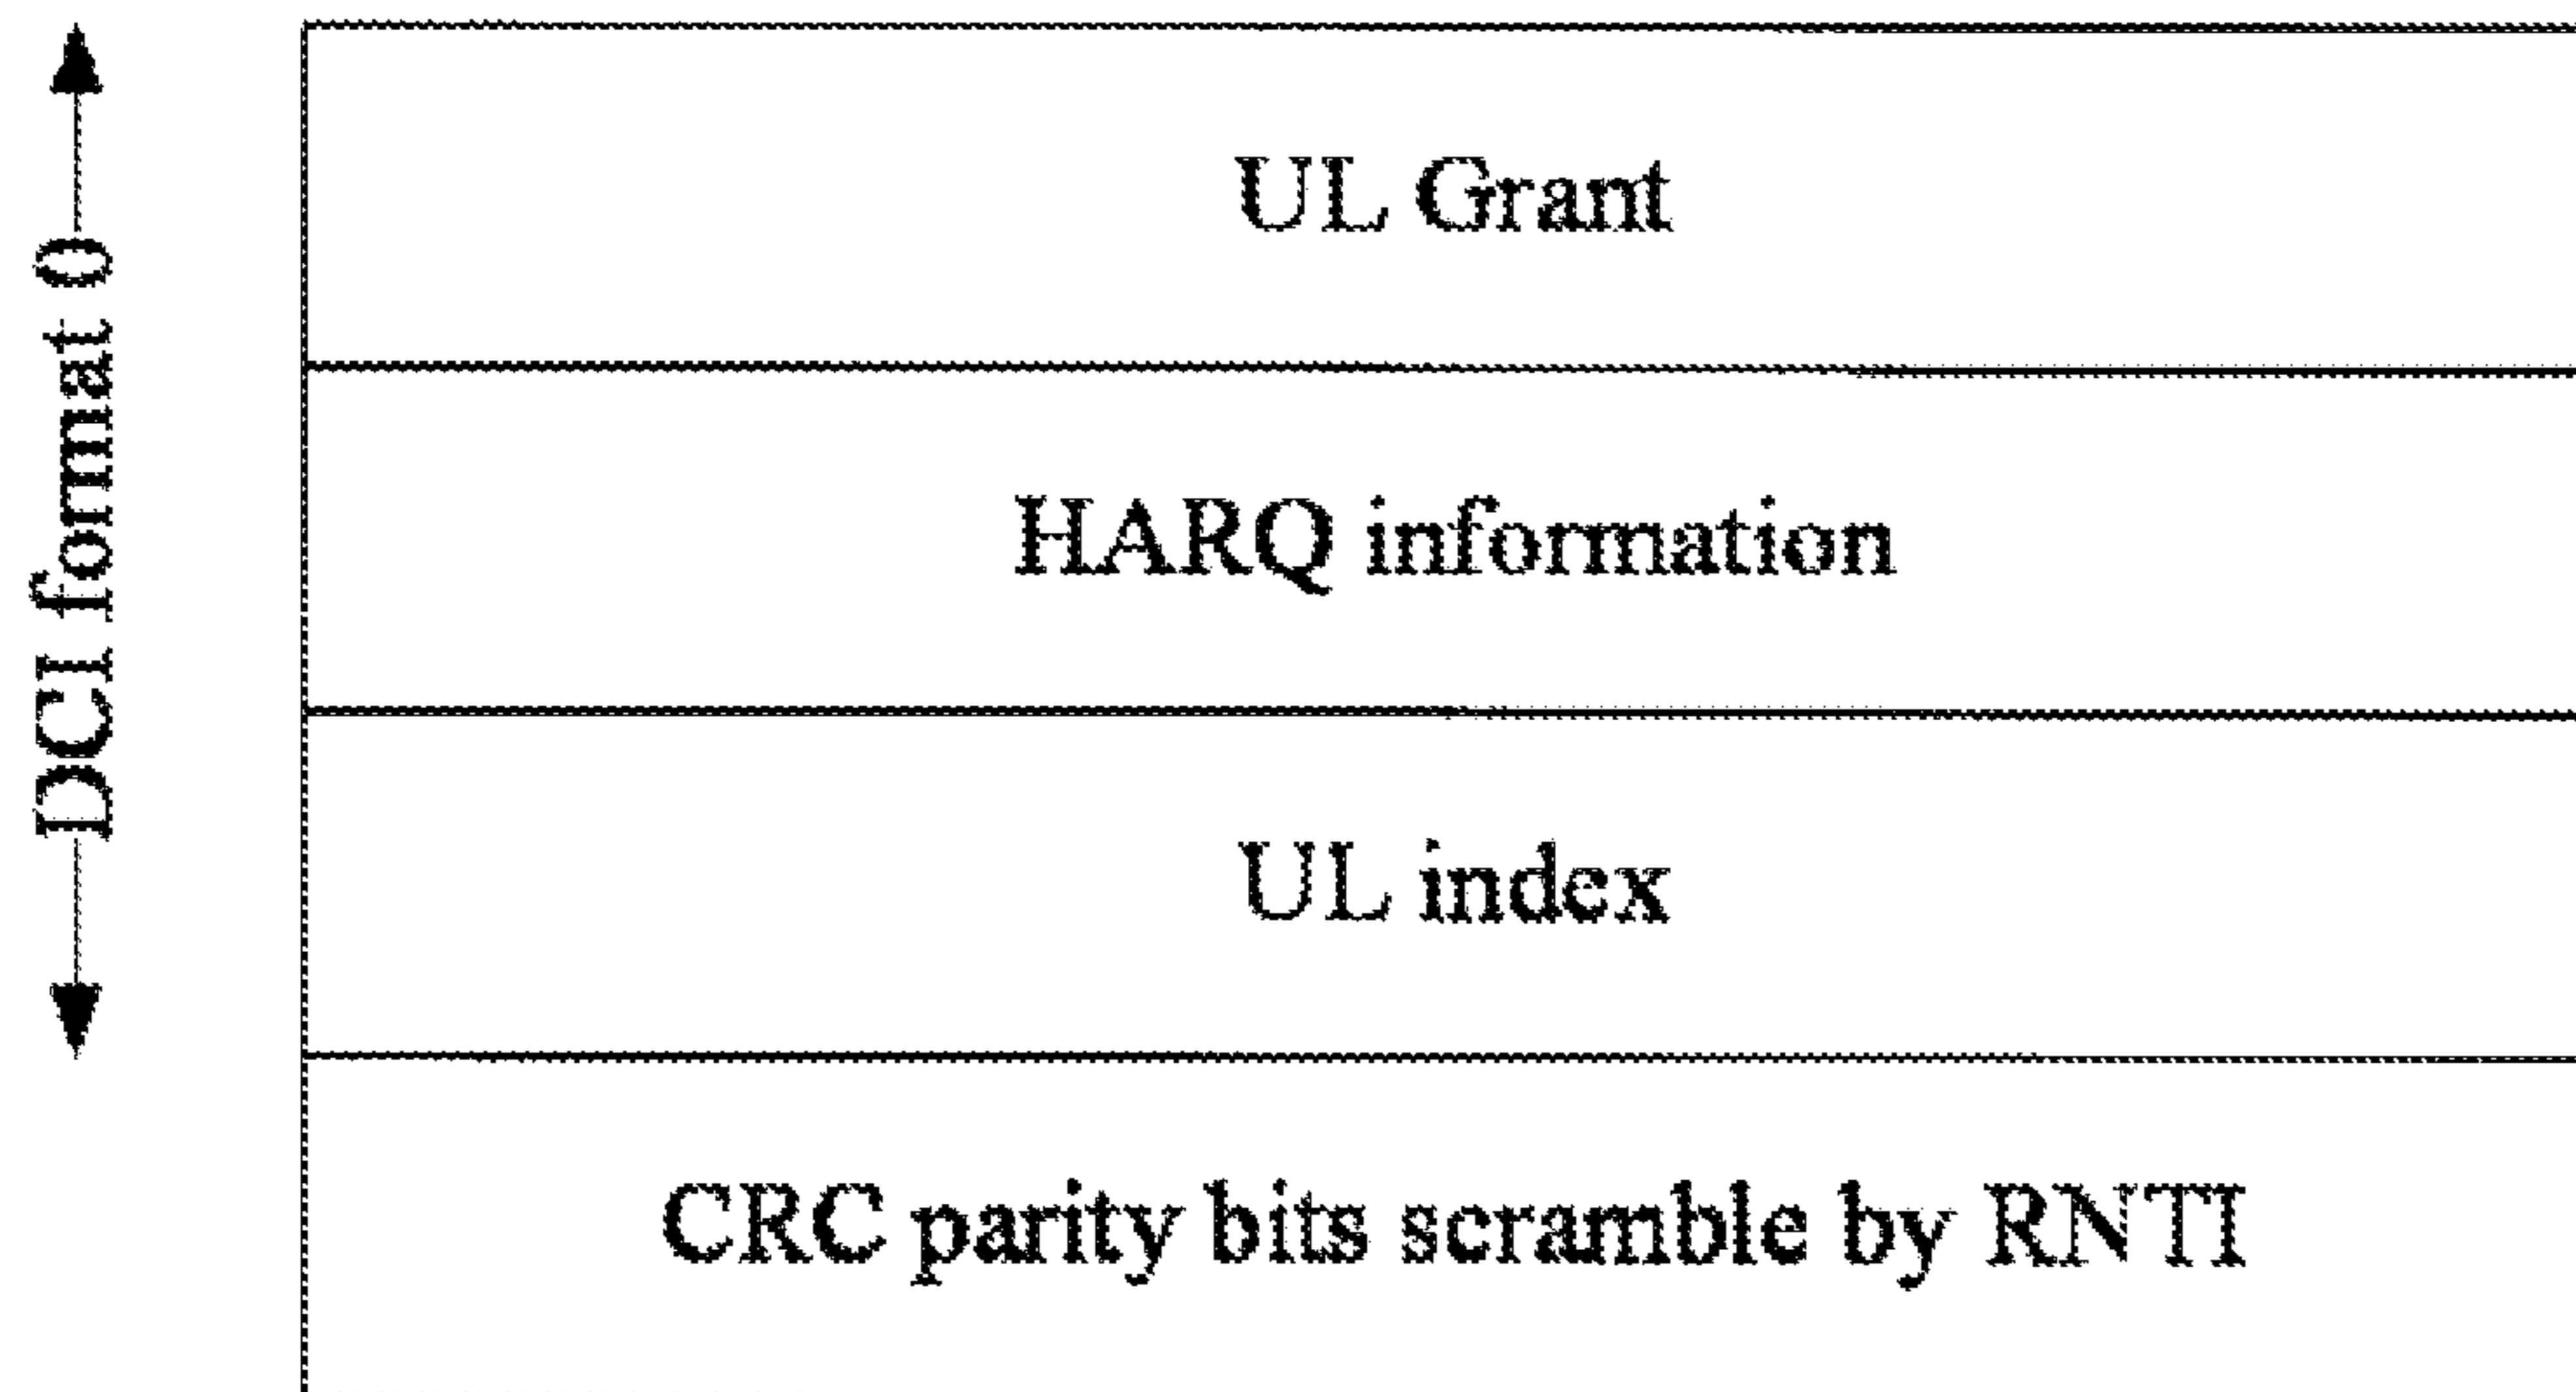 DCI format 0
UL Grant
HARQ information
UL index
CRC parity bits scramble by RNTI